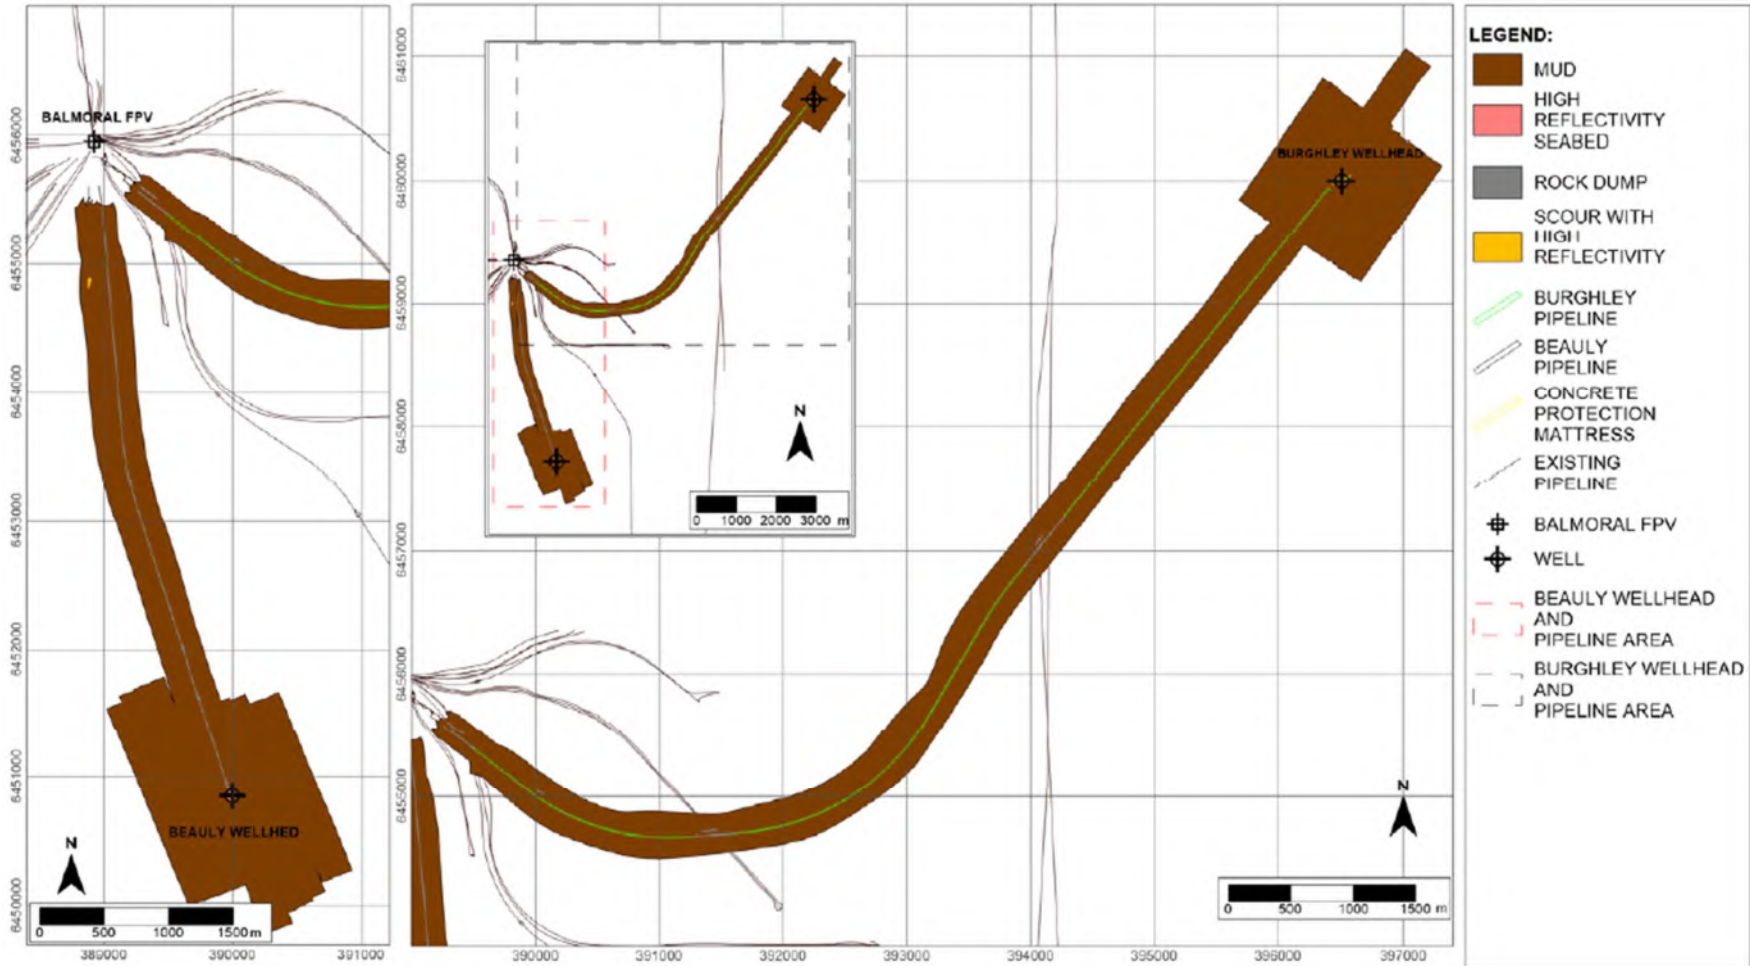 BALMORAL FPV
BEAULY WELLHED
N
0 500 1000 1500 m
6456000
6455000
6454000
6453000
6452000
6451000
6450000
389000 390000 391000
N
0 1000 2000 3000 m
BURGHLEY WELLHEAD
N
0 500 1000 1500 m
6461000
6460000
6459000
6458000
6457000
6456000
6455000
390000 391000 392000 393000 394000 395000 396000 397000
LEGEND:
MUD
HIGH
REFLECTIVITY
SEABED
ROCK DUMP
SCOUR WITH
HIGH
REFLECTIVITY
BURGHLEY
PIPELINE
BEAULY
PIPELINE
CONCRETE
PROTECTION
MATTRESS
EXISTING
PIPELINE
BALMORAL FPV
WELL
BEAULY WELLHEAD
AND
PIPELINE AREA
BURGHLEY WELLHEAD
AND
PIPELINE AREA